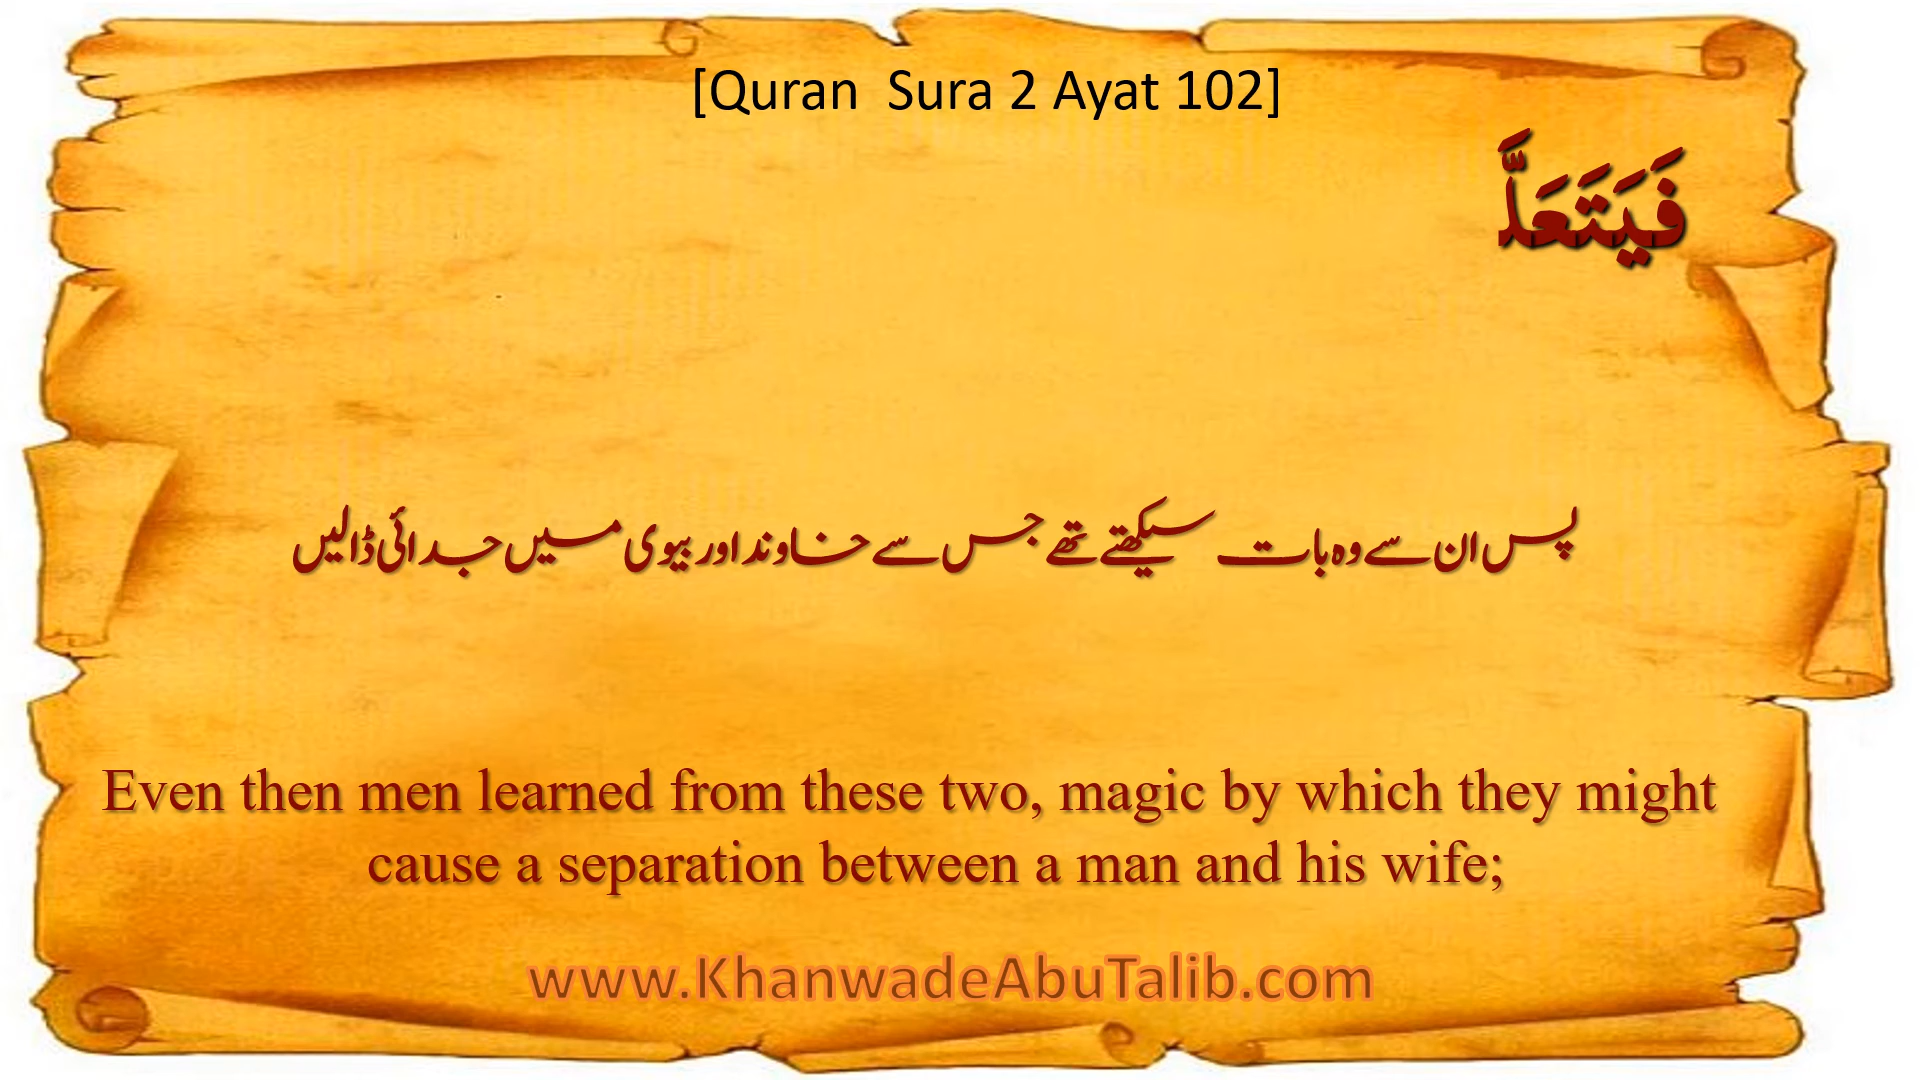 [Quran Sura 2 Ayat 102]
فَيَتَعَلَّ
پس ان سے وہ بات سیکھتے تھے جس سے خاوند اور بیوی میں جدائی ڈالیں
Even then men learned from these two, magic by which they might
cause a separation between a man and his wife;
www.KhanwadeAbuTalib.com